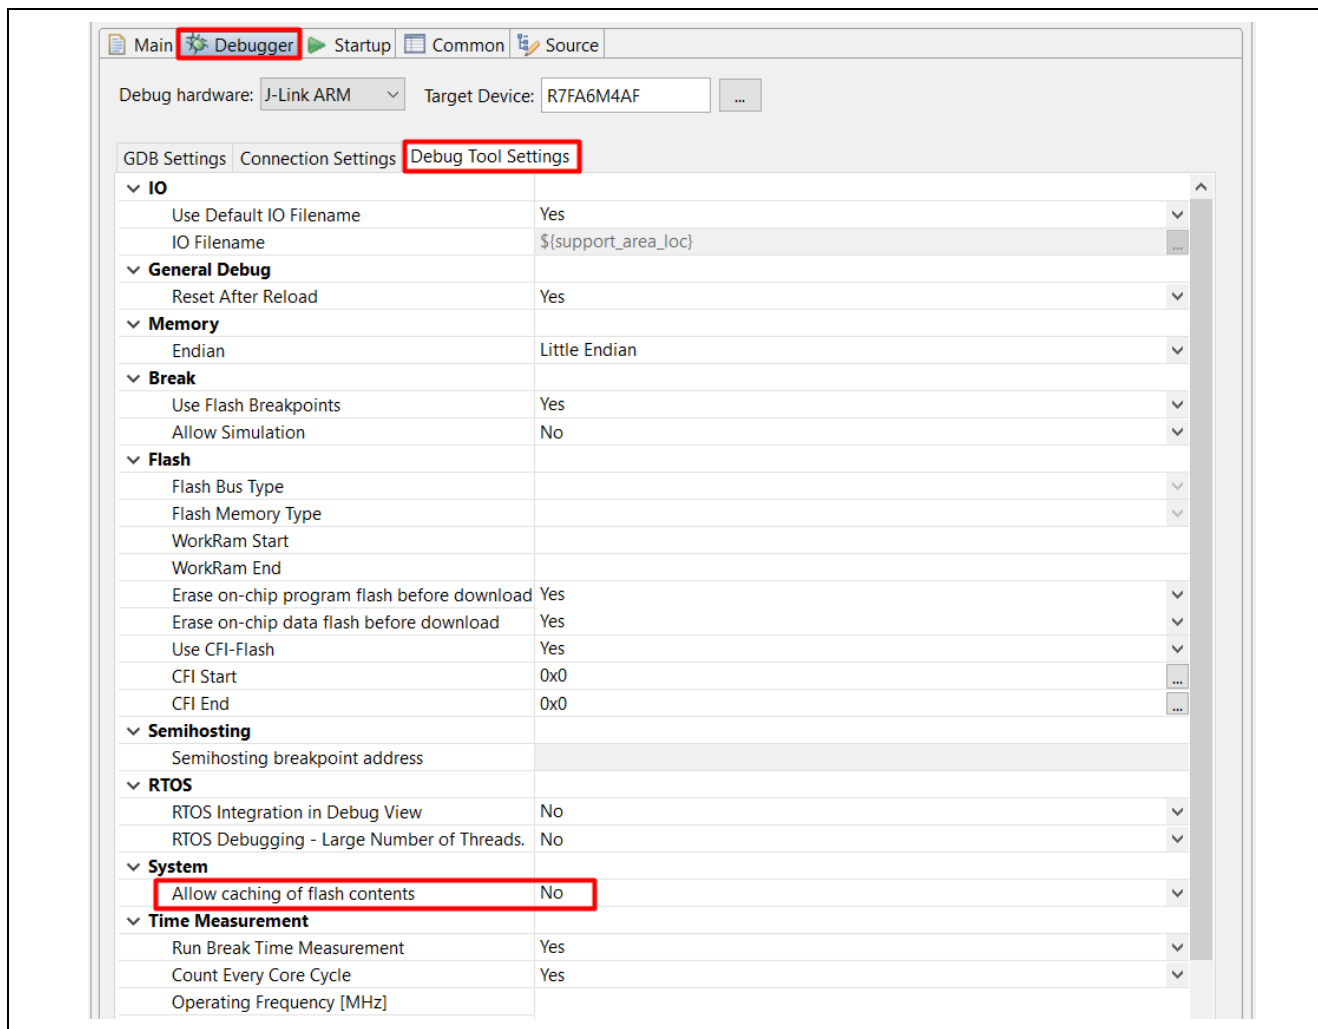 Main Debugger Startup Common Source
Debug hardware: J-Link ARM Target Device: R7FA6M4AF ...
GDB Settings Connection Settings Debug Tool Settings
IO
Use Default IO Filename Yes
IO Filename ${support_area_loc} ...
General Debug
Reset After Reload Yes
Memory
Endian Little Endian
Break
Use Flash Breakpoints Yes
Allow Simulation No
Flash
Flash Bus Type
Flash Memory Type
WorkRam Start
WorkRam End
Erase on-chip program flash before download Yes
Erase on-chip data flash before download Yes
Use CFI-Flash Yes
CFI Start 0x0 ...
CFI End 0x0 ...
Semihosting
Semihosting breakpoint address
RTOS
RTOS Integration in Debug View No
RTOS Debugging - Large Number of Threads. No
System
Allow caching of flash contents No
Time Measurement
Run Break Time Measurement Yes
Count Every Core Cycle Yes
Operating Frequency [MHz]